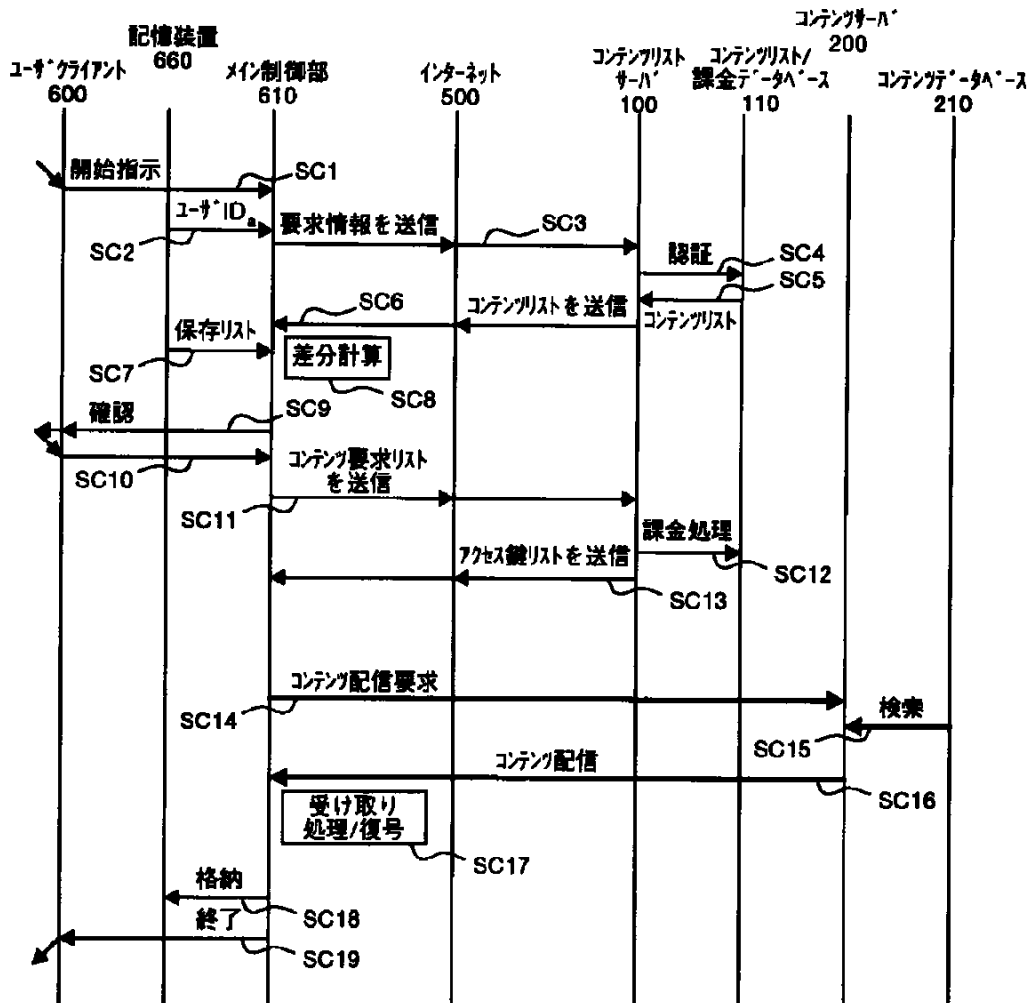 コンテンツサーバ
200
記憶装置
660
ユーザクライアント
600
メイン制御部
610
インターネット
500
コンテンツリスト
サーバ
100
コンテンツリスト/
課金データベース
110
コンテンツデータベース
210
開始指示
SC1
ユーザIDa
SC2
要求情報を送信
SC3
認証
SC4
SC5
コンテンツリスト
SC6
コンテンツリストを送信
保存リスト
SC7
差分計算
SC8
確認
SC9
SC10
コンテンツ要求リスト
を送信
SC11
課金処理
SC12
アクセス鍵リストを送信
SC13
コンテンツ配信要求
SC14
検索
SC15
コンテンツ配信
SC16
受け取り
処理/復号
SC17
格納
SC18
終了
SC19